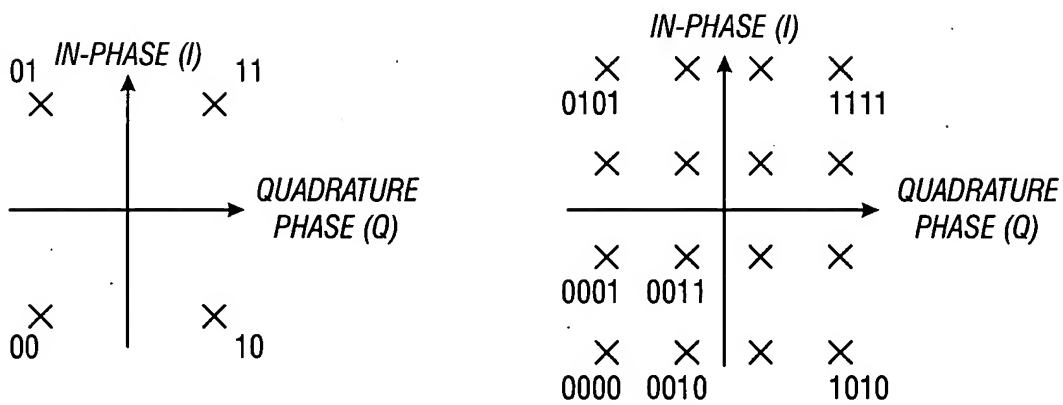 IN-PHASE (I)
01
11
QUADRATURE
PHASE (Q)
00
10
IN-PHASE (I)
0101
1111
QUADRATURE
PHASE (Q)
0001 0011
0000 0010
1010